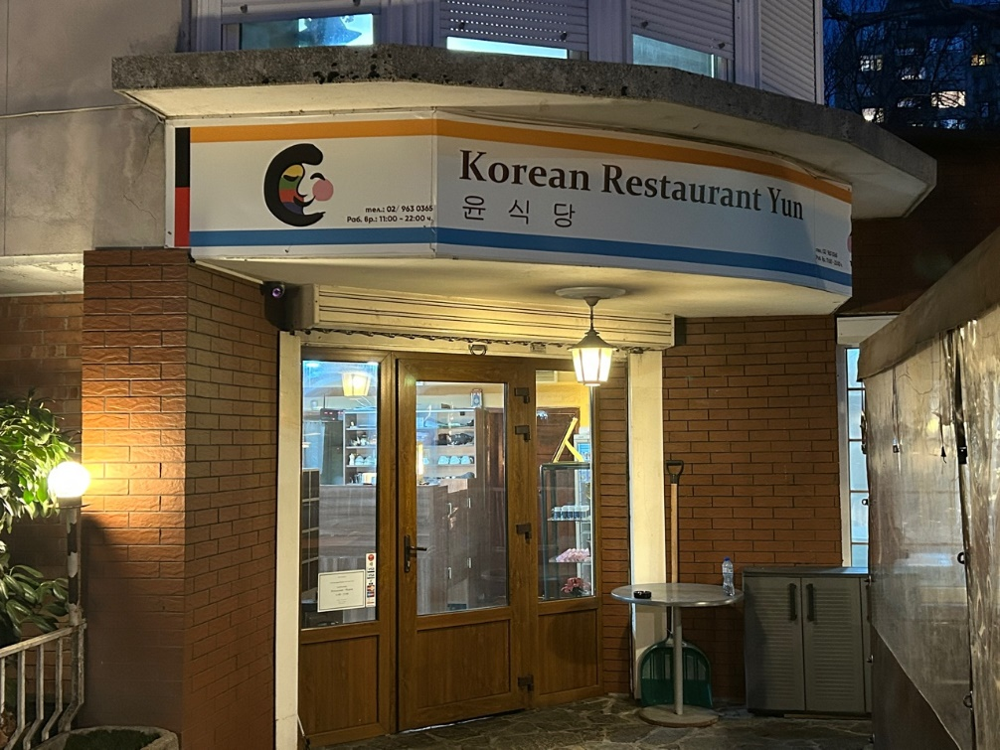 тел.: 02/ 963 0365
Раб. вр.: 11:00 - 22:00 ч.
Korean Restaurant Yun
윤식당